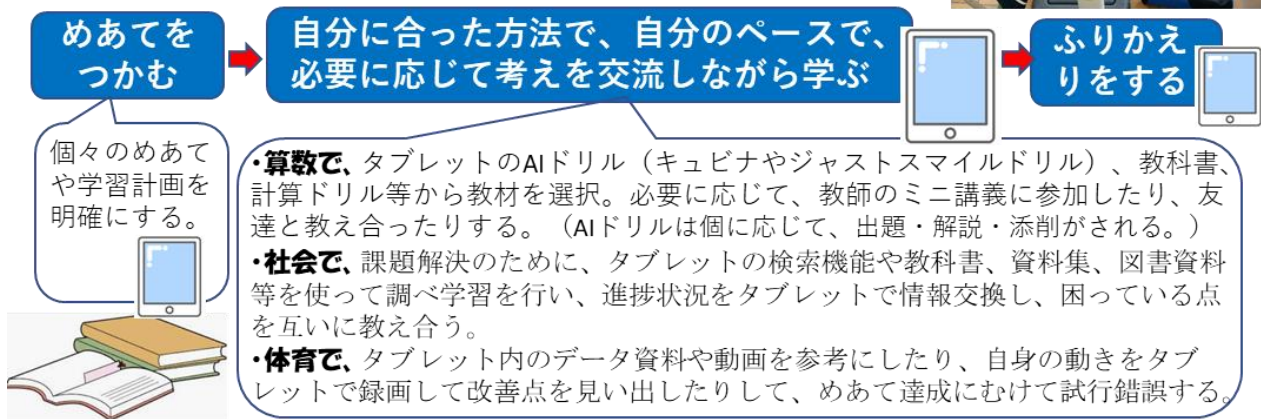 めあてを
つかむ
自分に合った方法で、自分のペースで、
必要に応じて考えを交流しながら学ぶ
ふりかえ
りをする
個々のめあて
や学習計画を
明確にする。
・算数で、タブレットのAIドリル（キュビナやジャストスマイルドリル）、教科書、
計算ドリル等から教材を選択。必要に応じて、教師のミニ講義に参加したり、友
達と教え合ったりする。（AIドリルは個に応じて、出題・解説・添削がされる。）
・社会で、課題解決のために、タブレットの検索機能や教科書、資料集、図書資料
等を使って調べ学習を行い、進捗状況をタブレットで情報交換し、困っている点
を互いに教え合う。
・体育で、タブレット内のデータ資料や動画を参考にしたり、自身の動きをタブ
レットで録画して改善点を見い出したりして、めあて達成にむけて試行錯誤する。